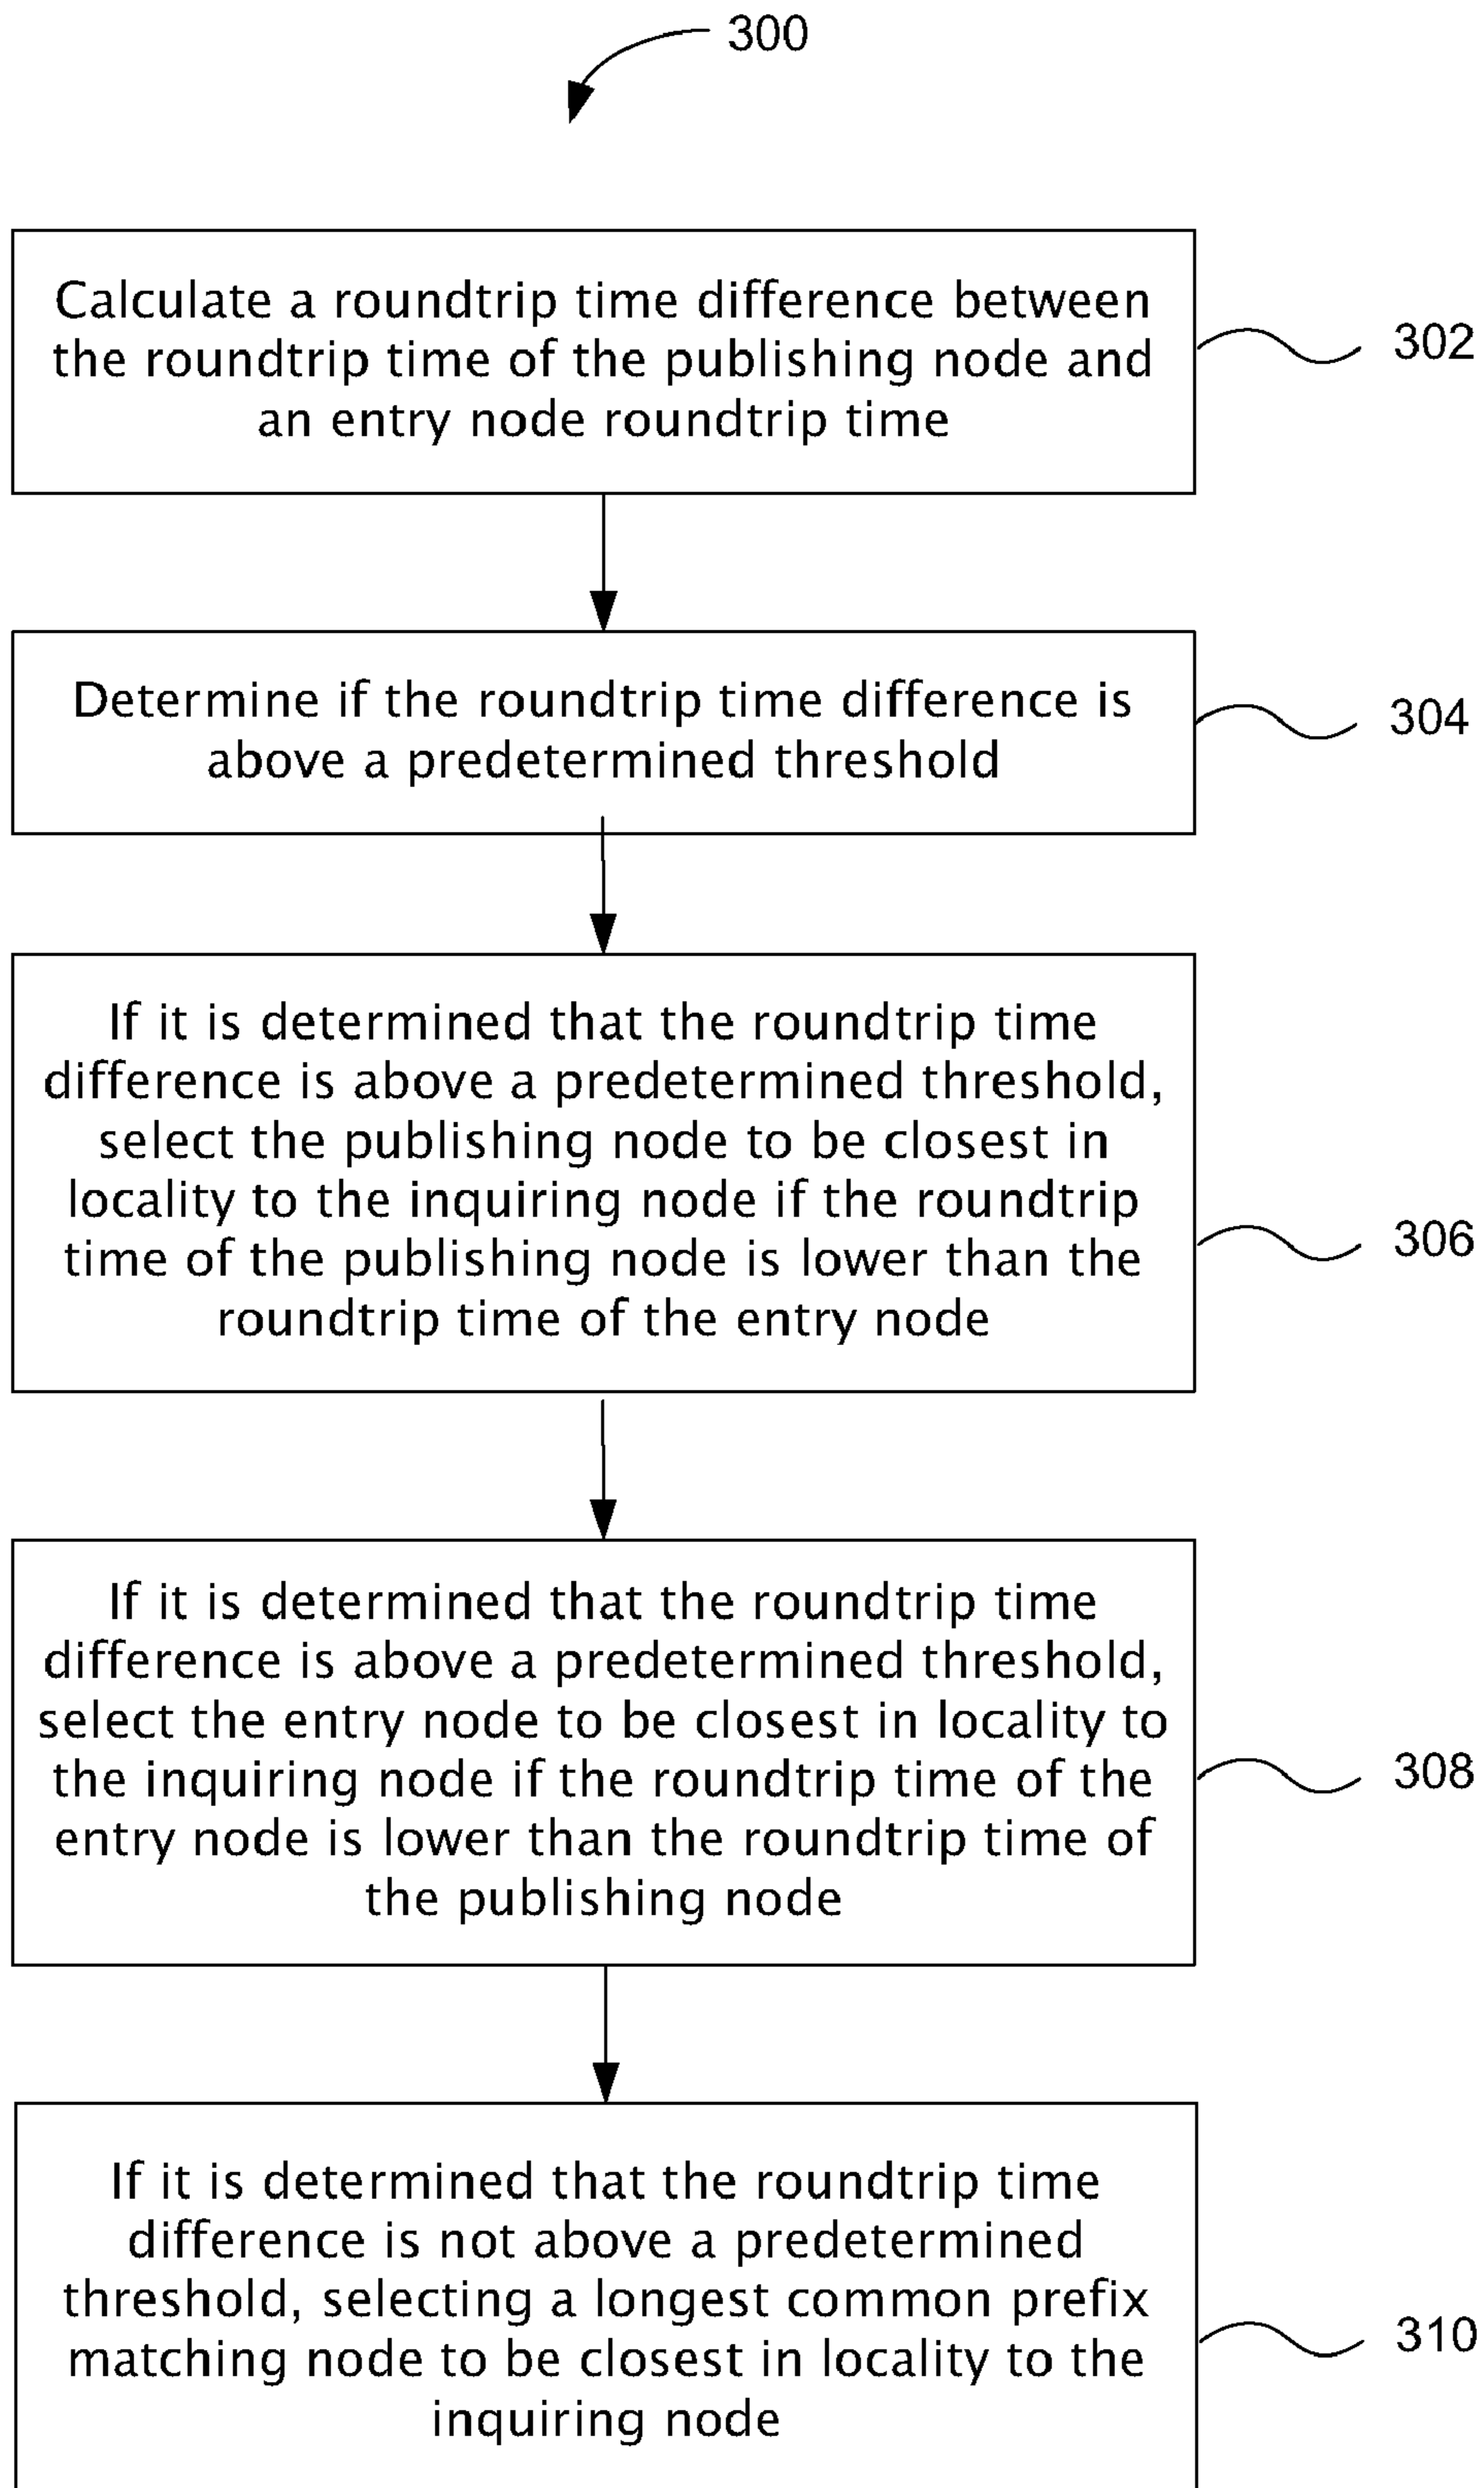 300
Calculate a roundtrip time difference between
the roundtrip time of the publishing node and
an entry node roundtrip time
302
Determine if the roundtrip time difference is
above a predetermined threshold
304
If it is determined that the roundtrip time
difference is above a predetermined threshold,
select the publishing node to be closest in
locality to the inquiring node if the roundtrip
time of the publishing node is lower than the
roundtrip time of the entry node
306
If it is determined that the roundtrip time
difference is above a predetermined threshold,
select the entry node to be closest in locality to
the inquiring node if the roundtrip time of the
entry node is lower than the roundtrip time of
the publishing node
308
If it is determined that the roundtrip time
difference is not above a predetermined
threshold, selecting a longest common prefix
matching node to be closest in locality to the
inquiring node
310